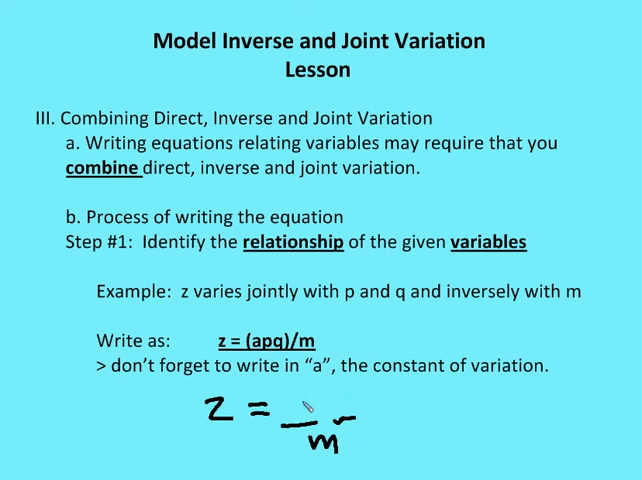 Model Inverse and Joint Variation
Lesson
III. Combining Direct, Inverse and Joint Variation
a. Writing equations relating variables may require that you
combine direct, inverse and joint variation.
b. Process of writing the equation
Step #1: Identify the relationship of the given variables
Example: z varies jointly with p and q and inversely with m
Write as: z = (apq)/m
> don't forget to write in “a”, the constant of variation.
z =
m